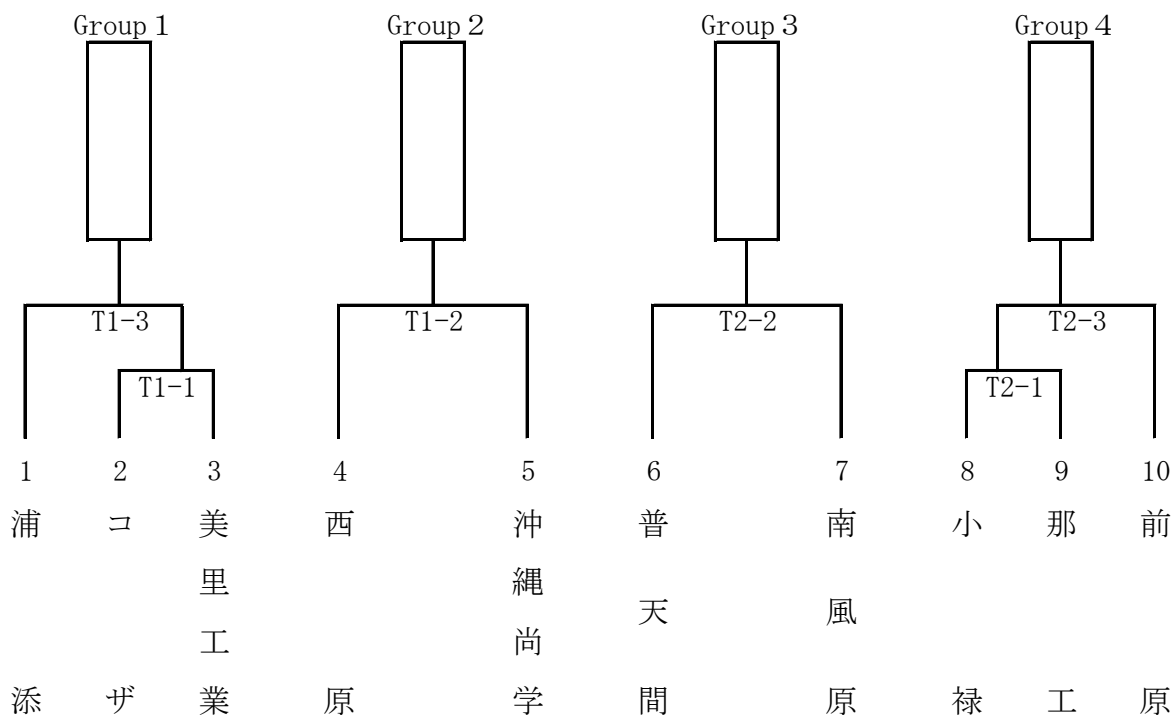 Group 1
Group 2
Group 3
Group 4
T1-3
T1-2
T2-2
T2-3
T1-1
T2-1
1
2
3
4
5
6
7
8
9
10
浦添
コザ
美里工業
西原
沖縄尚学
普天間
南風原
小禄
那工
前原